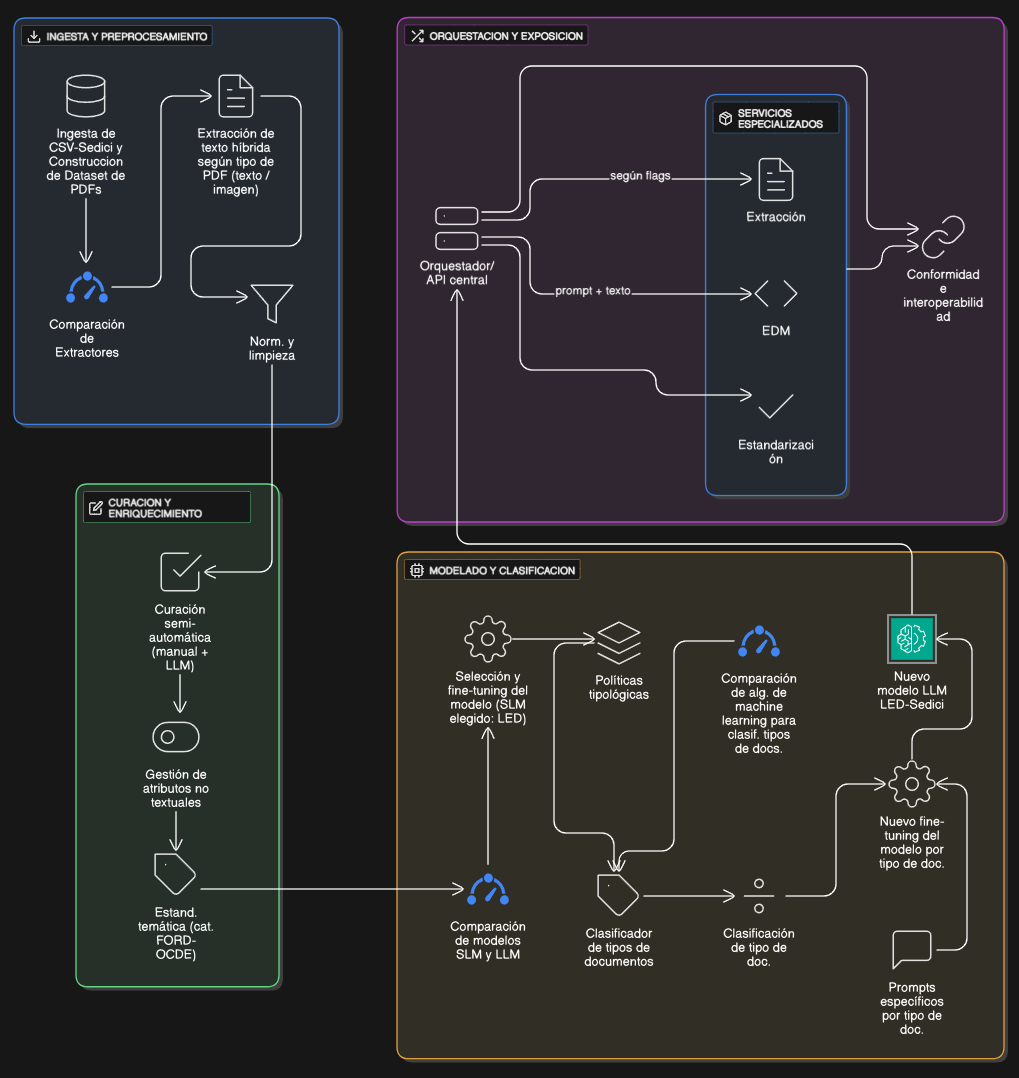 INGESTA Y PREPROCESAMIENTO
Ingesta de
CSV-Sedici y
Construccion
de Dataset de
PDFs
Extracción de
texto híbrida
según tipo de
PDF (texto /
imagen)
Comparación
de
Extractores
Norm. y
limpieza
ORQUESTACION Y EXPOSICION
SERVICIOS
ESPECIALIZADOS
según flags
Extracción
Orquestador/
API central
prompt + texto
EDM
Estandarizaci
ón
Conformidad
e
interoperabilid
ad
CURACION Y
ENRIQUECIMIENTO
Curación
semi-
automática
(manual +
LLM)
Gestión de
atributos no
textuales
Estand.
temática (cat.
FORD-
OCDE)
MODELADO Y CLASIFICACION
Selección y
fine-tuning del
modelo (SLM
elegido: LED)
Políticas
tipológicas
Comparación
de alg. de
machine
learning para
clasif. tipos
de docs.
Nuevo
modelo LLM
LED-Sedici
Nuevo fine-
tuning del
modelo por
tipo de doc.
Comparación
de modelos
SLM y LLM
Clasificador
de tipos de
documentos
Clasificación
de tipo de
doc.
Prompts
específicos
por tipo de
doc.